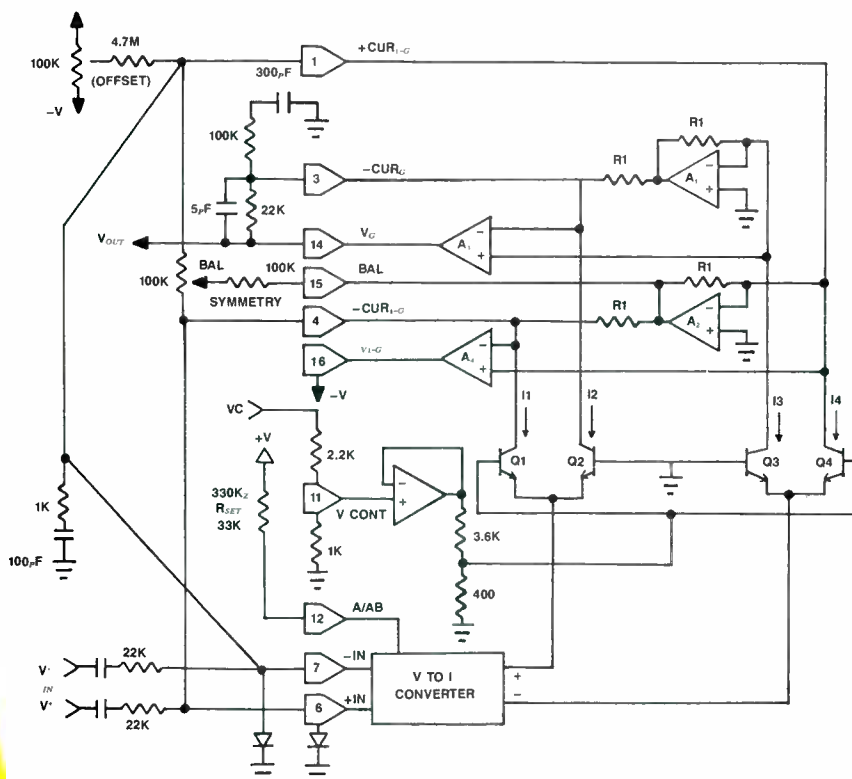 100K
4.7M
(OFFSET)
-V
1
+CUR1-G
300pF
100K
3
-CURG
R1
R1
A1
5pF
22K
VOUT
14
VG
A1
BAL
100K
100K
SYMMETRY
15
BAL
R1
4
-CUR1-G
R1
A2
16
V1-G
-V
VC
+V
2.2K
I1
I2
I3
I4
Q1
Q2
Q3
Q4
330KZ
RSET
33K
11
V CONT
1K
3.6K
400
1K
100pF
12
A/AB
22K
V-
7
-IN
V TO I
CONVERTER
+
-
IN
V+
22K
6
+IN